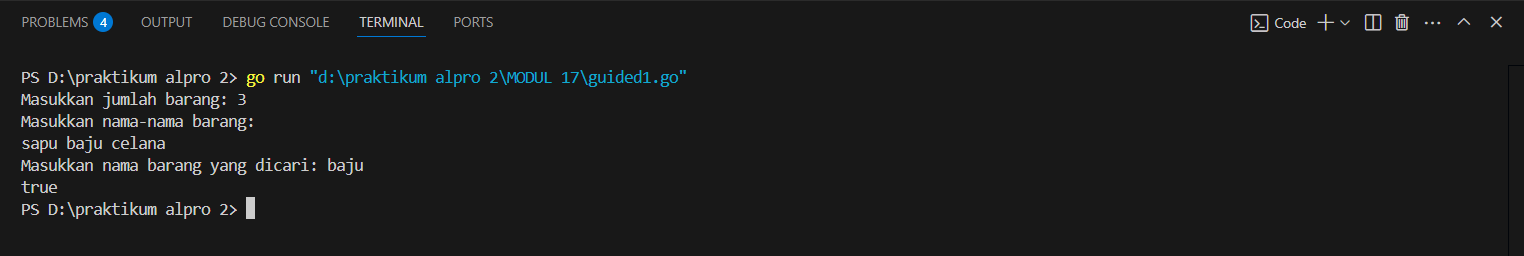 PROBLEMS 4 OUTPUT DEBUG CONSOLE TERMINAL PORTS Code
PS D:\praktikum alpro 2> go run "d:\praktikum alpro 2\MODUL 17\guided1.go"
Masukkan jumlah barang: 3
Masukkan nama-nama barang:
sapu baju celana
Masukkan nama barang yang dicari: baju
true
PS D:\praktikum alpro 2>